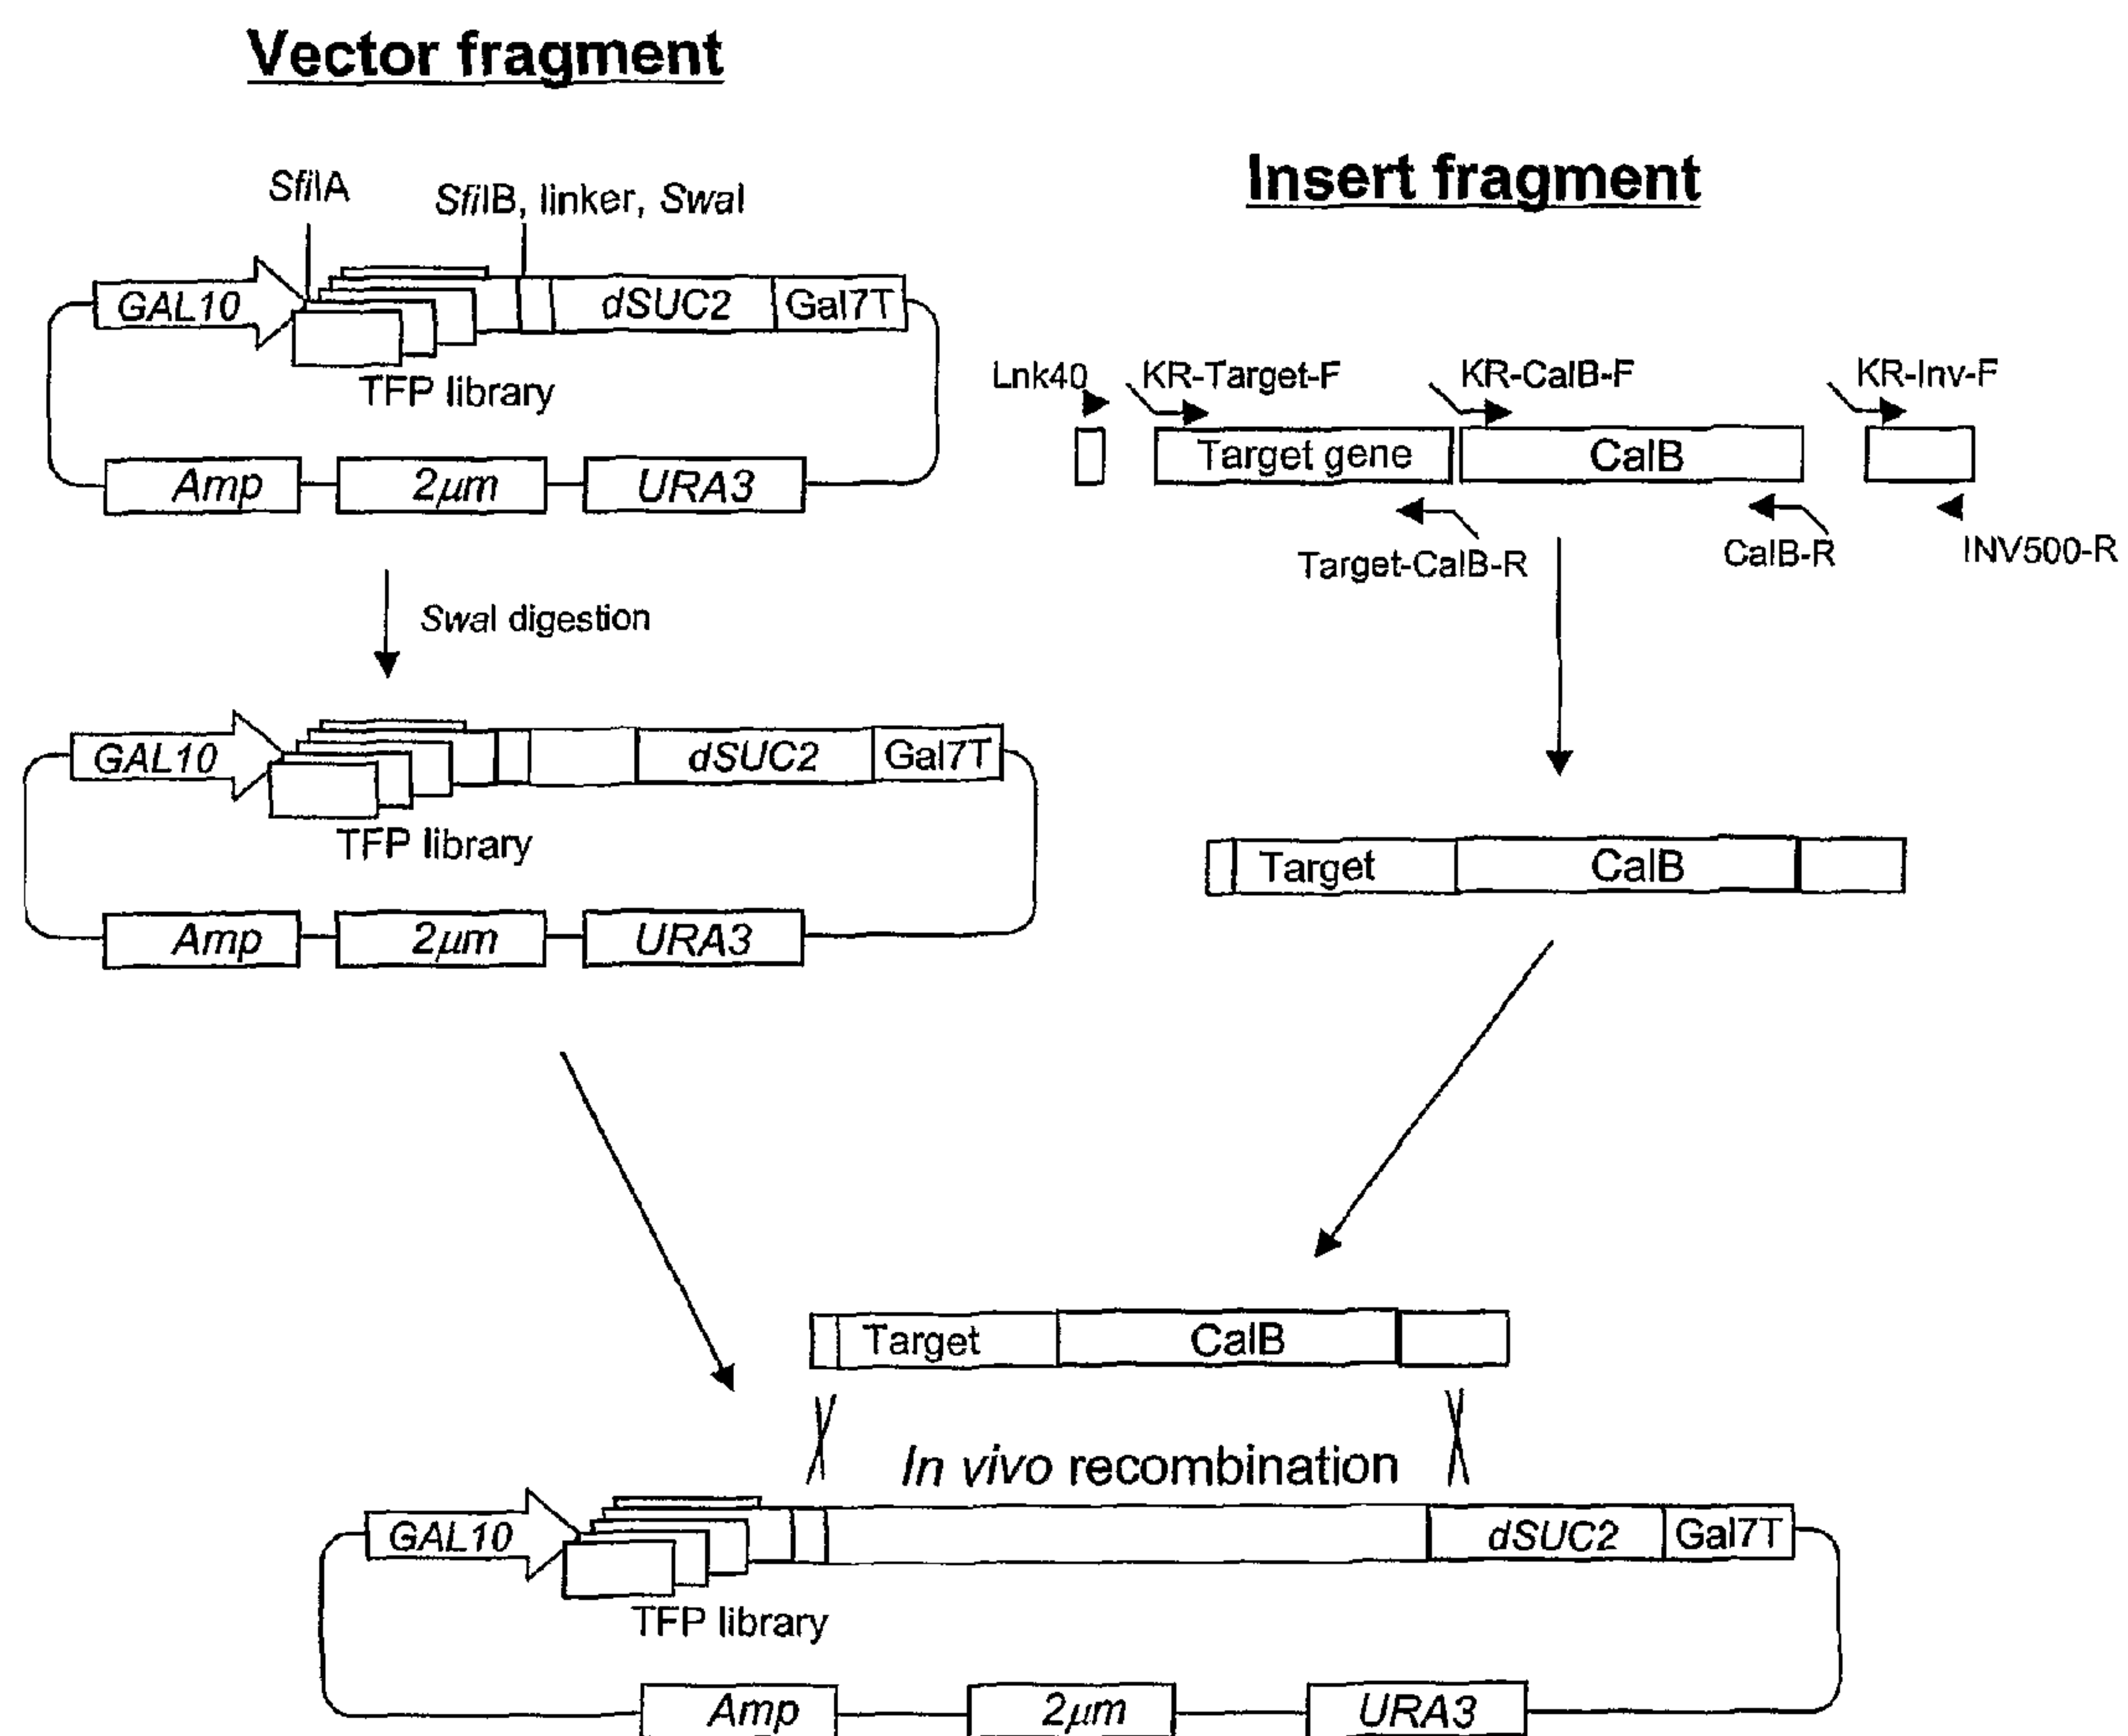 Vector fragment
Insert fragment
SfiIA
SfiIB, linker, SwaI
GAL10
dSUC2
Gal7T
TFP library
Amp
2μm
URA3
Lnk40
KR-Target-F
KR-CalB-F
KR-Inv-F
Target gene
CalB
Target-CalB-R
CalB-R
INV500-R
SwaI digestion
GAL10
dSUC2
Gal7T
TFP library
Amp
2μm
URA3
Target
CalB
Target
CalB
In vivo recombination
GAL10
dSUC2
Gal7T
TFP library
Amp
2μm
URA3